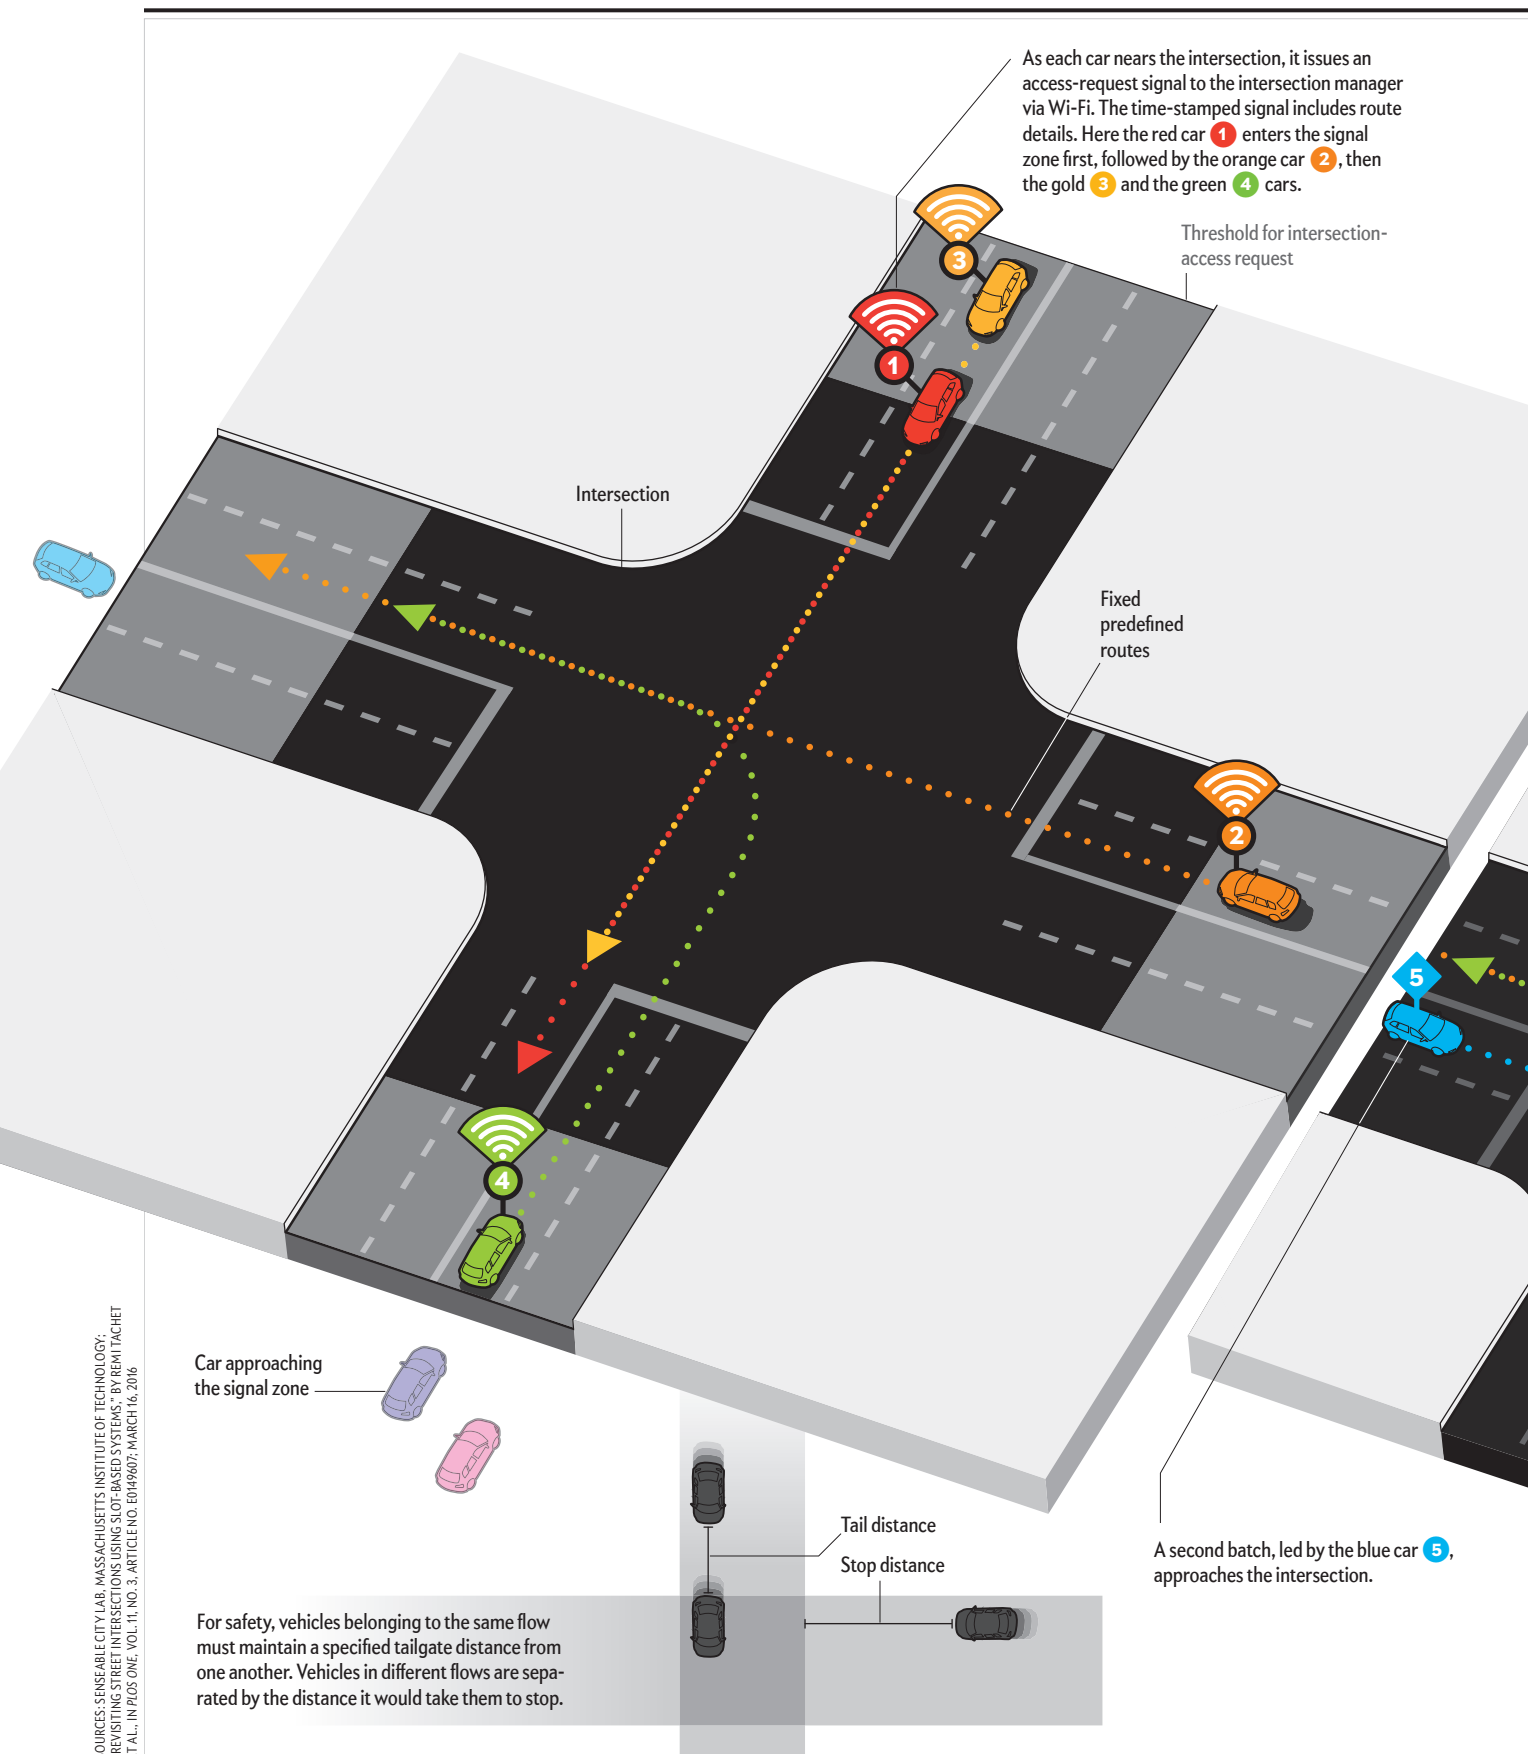 As each car nears the intersection, it issues an
access-request signal to the intersection manager
via Wi-Fi. The time-stamped signal includes route
details. Here the red car 1 enters the signal
zone first, followed by the orange car 2, then
the gold 3 and the green 4 cars.
Threshold for intersection-
access request
3
1
Intersection
Fixed
predefined
routes
2
5
4
Car approaching
the signal zone
Tail distance
Stop distance
A second batch, led by the blue car 5,
approaches the intersection.
For safety, vehicles belonging to the same flow
must maintain a specified tailgate distance from
one another. Vehicles in different flows are sepa-
rated by the distance it would take them to stop.
OURCES: SENSEABLE CITY LAB, MASSACHUSETTS INSTITUTE OF TECHNOLOGY;
REVISITING STREET INTERSECTIONS USING SLOT-BASED SYSTEMS," BY REMI TACHET
T AL., IN PLOS ONE, VOL. 11, NO. 3, ARTICLE NO. E0149607; MARCH 16, 2016